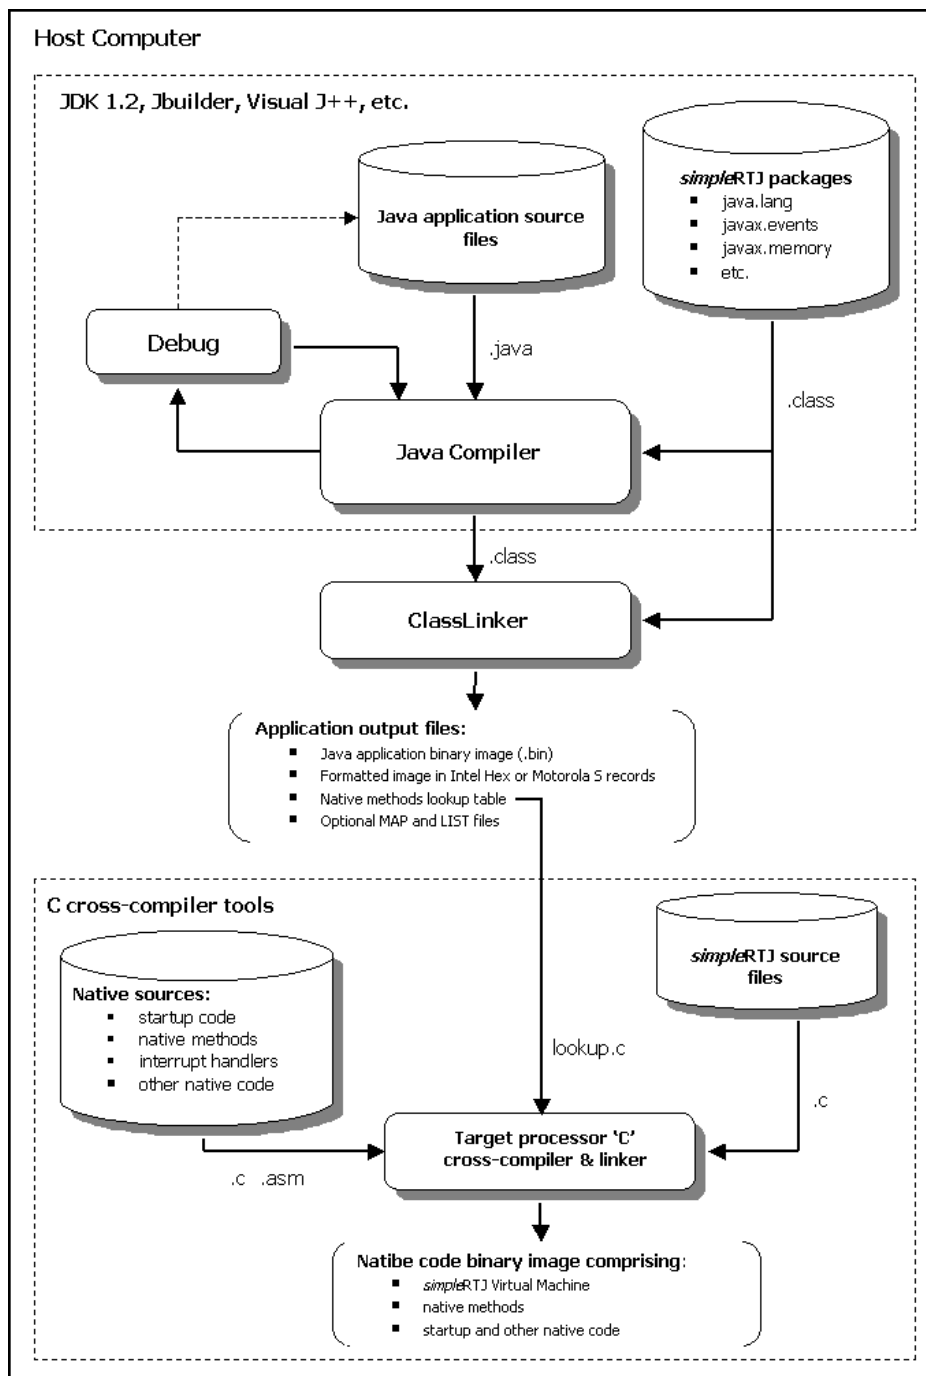 Host Computer
JDK 1.2, Jbuilder, Visual J++, etc.
simpleRTJ packages
▪ java.lang
▪ javax.events
▪ javax.memory
▪ etc.
Java application source
files
Debug
.java
.class
Java Compiler
.class
ClassLinker
Application output files:
▪ Java application binary image (.bin)
▪ Formatted image in Intel Hex or Motorola S records
▪ Native methods lookup table
▪ Optional MAP and LIST files
C cross-compiler tools
Native sources:
▪ startup code
▪ native methods
▪ interrupt handlers
▪ other native code
simpleRTJ source
files
lookup.c
.c
Target processor 'C'
cross-compiler & linker
.c .asm
Natibe code binary image comprising:
▪ simpleRTJ Virtual Machine
▪ native methods
▪ startup and other native code